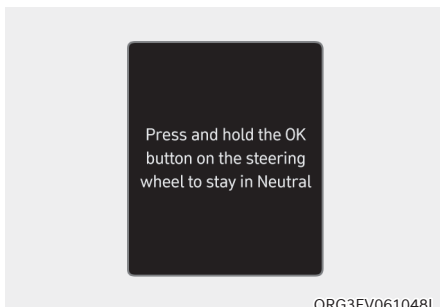 Press and hold the OK
button on the steering
wheel to stay in Neutral
ORG3EV061048L